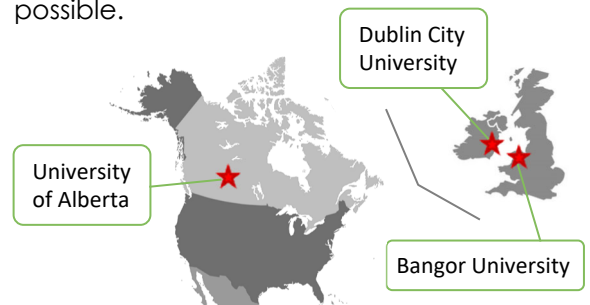 possible.
Dublin City
University
University
of Alberta
Bangor University